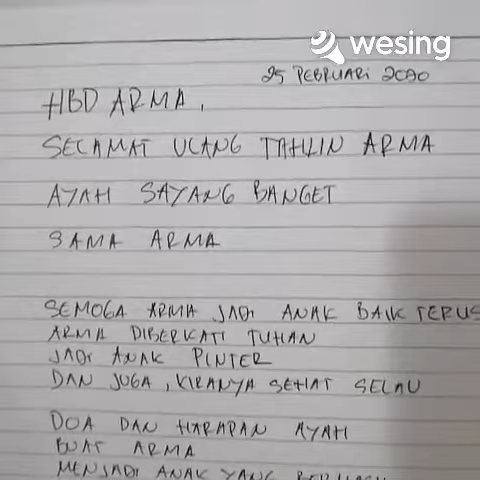 wesing
25 PEBRUARI 2020
HBD ARMA,
SELAMAT ULANG TAHUN ARMA
AYAH SAYANG BANGET
SAMA ARMA
SEMOGA ARMA JADI ANAK BAIK TERUS
ARMA DIBERKATI TUHAN
JADI ANAK PINTER
DAN JUGA, KIRANYA SEHAT SELALU
DOA DAN HARAPAN AYAH
BUAT ARMA
MENJADI ANAK YANG